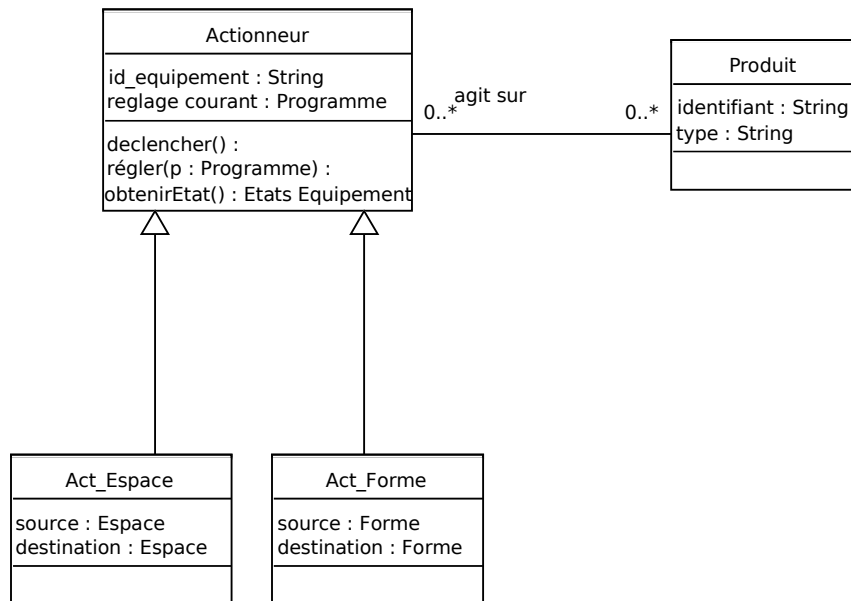 Actionneur
id_equipement : String
reglage courant : Programme
declencher() :
régler(p : Programme) :
obtenirEtat() : Etats Equipement
0..*
agit sur
0..*
Produit
identifiant : String
type : String
Act_Espace
source : Espace
destination : Espace
Act_Forme
source : Forme
destination : Forme